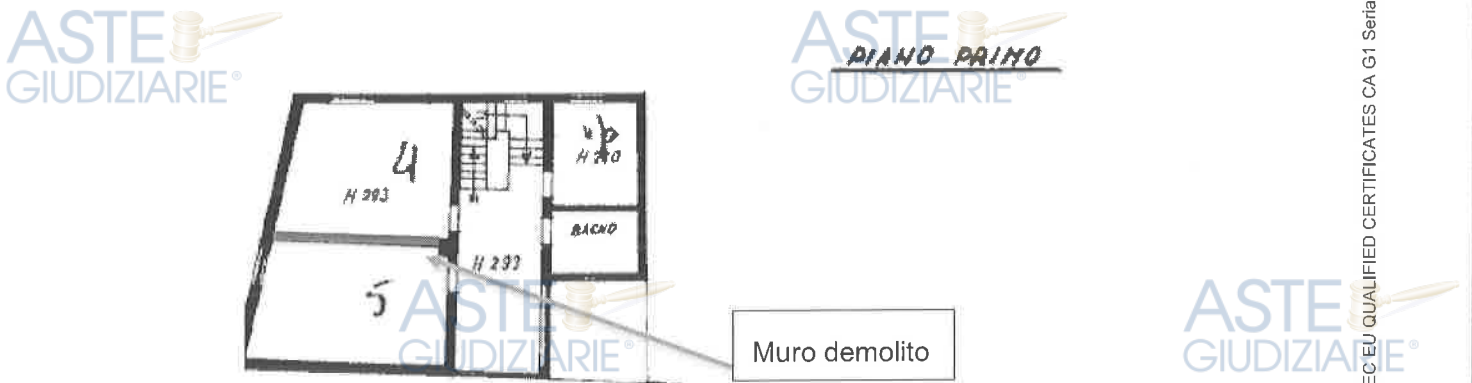 ASTE
GIUDIZIARIE®
ASTE
GIUDIZIARIE®
PIANO PRIMO
4
H 293
BAGNO
H 293
5
Muro demolito
ASTE
GIUDIZIARIE®
ASTE
GIUDIZIARIE®
EC EU QUALIFIED CERTIFICATES CA G1 Seria